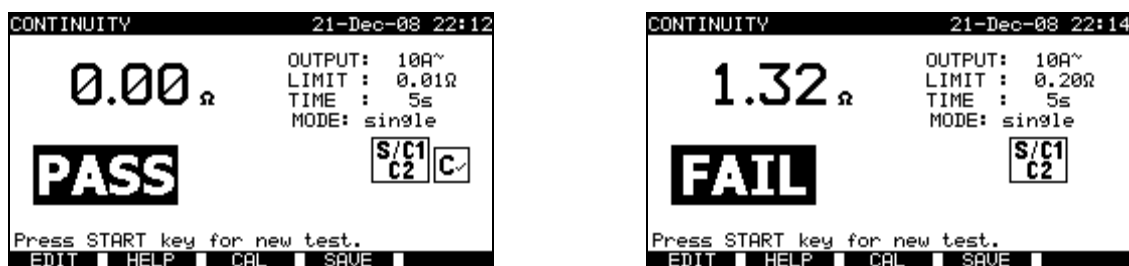 CONTINUITY 21-Dec-08 22:12
0.00 Ω
OUTPUT: 10A~
LIMIT : 0.01Ω
TIME : 5s
MODE: single
PASS
S/C1
C2
C✓
Press START key for new test.
EDIT HELP CAL SAVE
CONTINUITY 21-Dec-08 22:14
1.32 Ω
OUTPUT: 10A~
LIMIT : 0.20Ω
TIME : 5s
MODE: single
FAIL
S/C1
C2
Press START key for new test.
EDIT HELP CAL SAVE